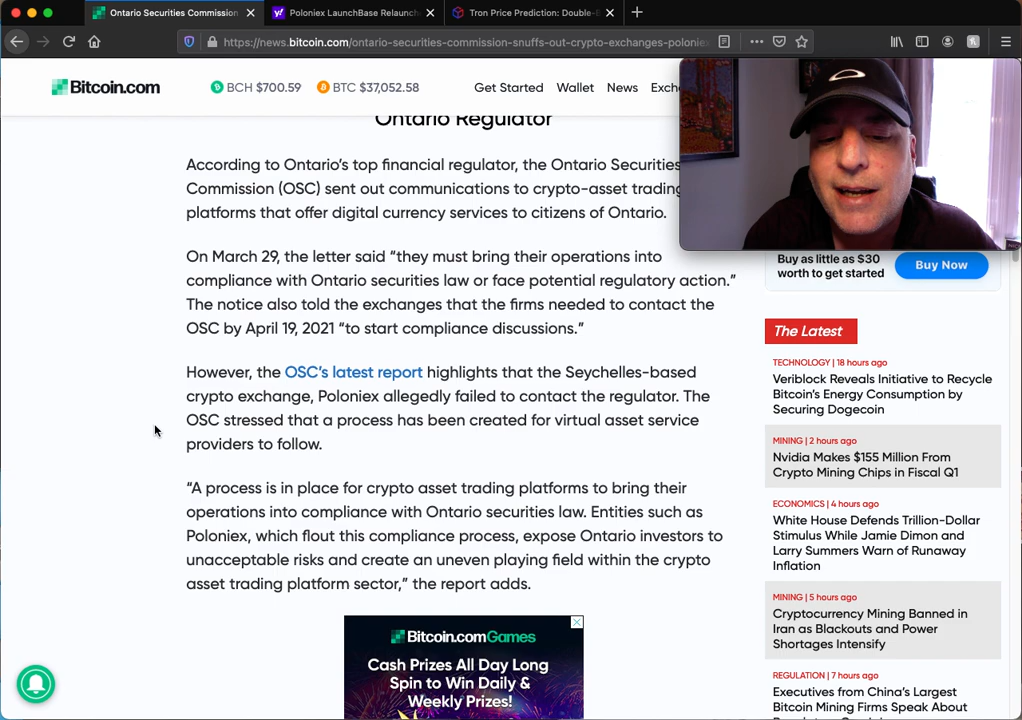 Ontario Securities Commission
Poloniex LaunchBase Relaunch
Tron Price Prediction: Double-
https://news.bitcoin.com/ontario-securities-commission-snuffs-out-crypto-exchanges-poloniex
Bitcoin.com
BCH $700.59
BTC $37,052.58
Get Started
Wallet
News
Exch
Ontario Regulator
According to Ontario's top financial regulator, the Ontario Securities
Commission (OSC) sent out communications to crypto-asset trading
platforms that offer digital currency services to citizens of Ontario.
On March 29, the letter said “they must bring their operations into
compliance with Ontario securities law or face potential regulatory action.”
The notice also told the exchanges that the firms needed to contact the
OSC by April 19, 2021 “to start compliance discussions.”
However, the OSC's latest report highlights that the Seychelles-based
crypto exchange, Poloniex allegedly failed to contact the regulator. The
OSC stressed that a process has been created for virtual asset service
providers to follow.
“A process is in place for crypto asset trading platforms to bring their
operations into compliance with Ontario securities law. Entities such as
Poloniex, which flout this compliance process, expose Ontario investors to
unacceptable risks and create an uneven playing field within the crypto
asset trading platform sector,” the report adds.
Bitcoin.comGames
Cash Prizes All Day Long
Spin to Win Daily &
Weekly Prizes!
Buy as little as $30
worth to get started
Buy Now
The Latest
TECHNOLOGY | 18 hours ago
Veriblock Reveals Initiative to Recycle
Bitcoin's Energy Consumption by
Securing Dogecoin
MINING | 2 hours ago
Nvidia Makes $155 Million From
Crypto Mining Chips in Fiscal Q1
ECONOMICS | 4 hours ago
White House Defends Trillion-Dollar
Stimulus While Jamie Dimon and
Larry Summers Warn of Runaway
Inflation
MINING | 5 hours ago
Cryptocurrency Mining Banned in
Iran as Blackouts and Power
Shortages Intensify
REGULATION | 7 hours ago
Executives from China's Largest
Bitcoin Mining Firms Speak About